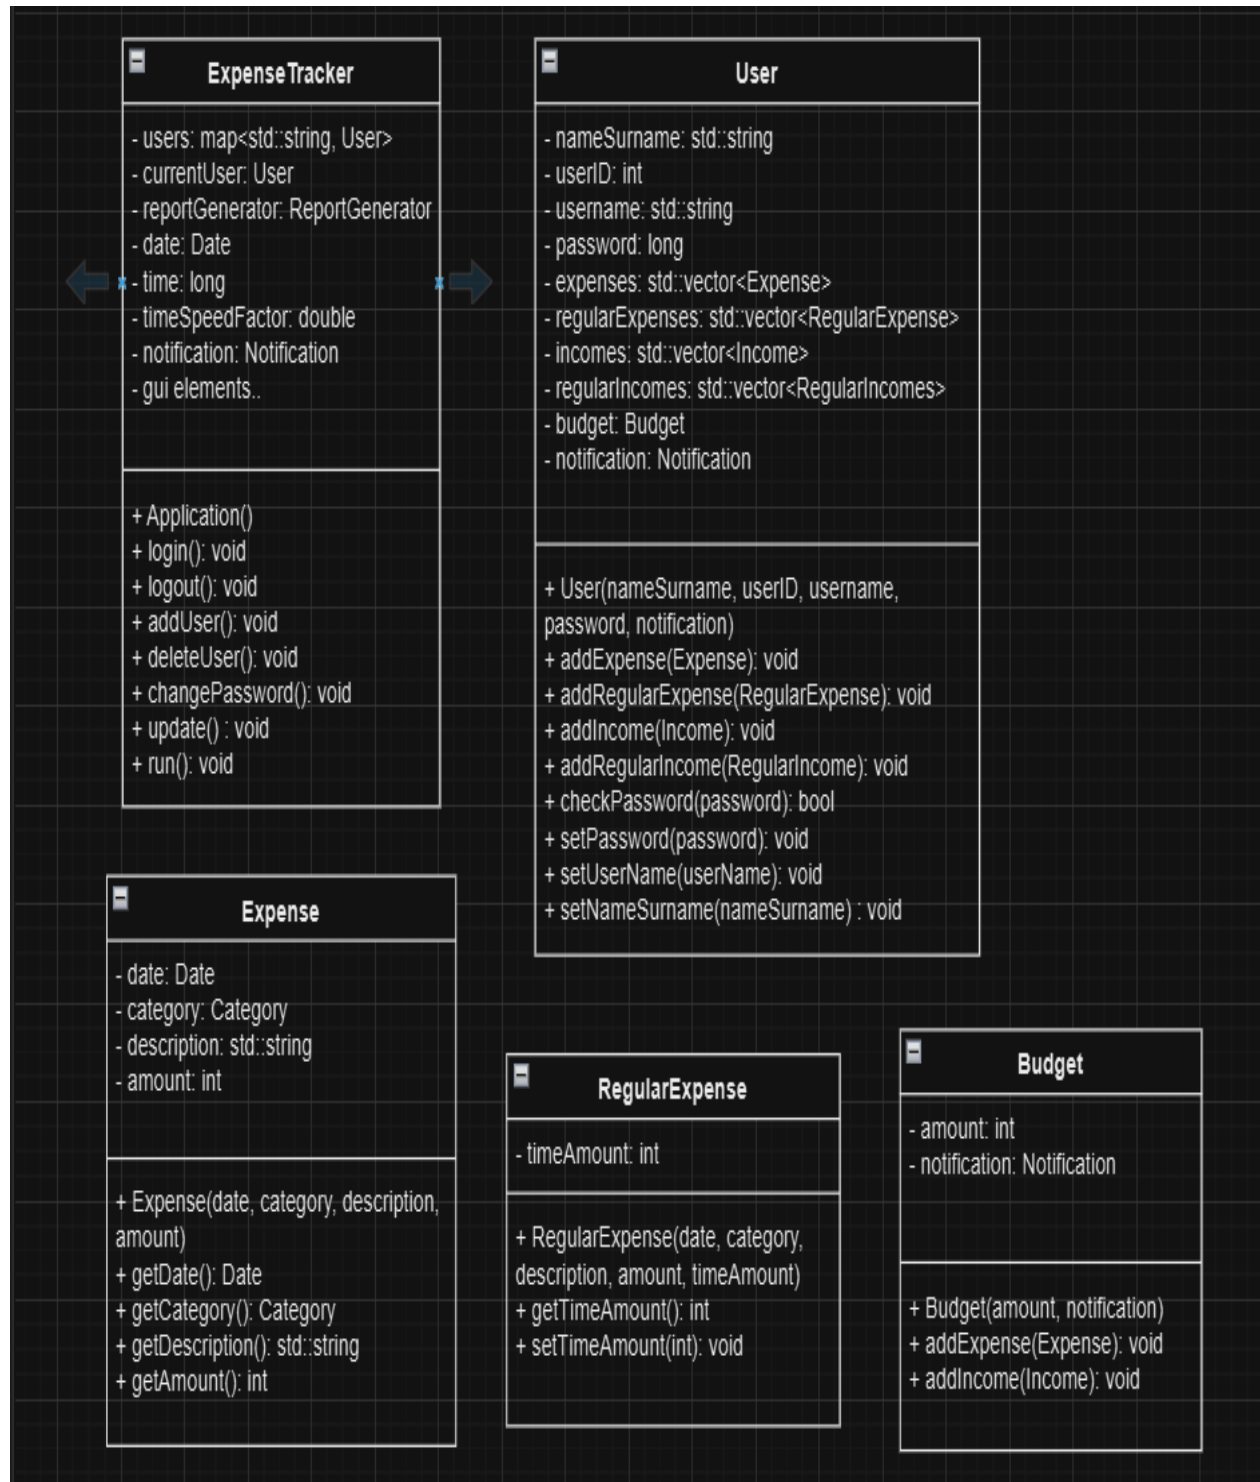 ExpenseTracker
- users: map<std::string, User>
- currentUser: User
- reportGenerator: ReportGenerator
- date: Date
- time: long
- timeSpeedFactor: double
- notification: Notification
- gui elements..
+ Application()
+ login(): void
+ logout(): void
+ addUser(): void
+ deleteUser(): void
+ changePassword(): void
+ update() : void
+ run(): void
User
- nameSurname: std::string
- userID: int
- username: std::string
- password: long
- expenses: std::vector<Expense>
- regularExpenses: std::vector<RegularExpense>
- incomes: std::vector<Income>
- regularIncomes: std::vector<RegularIncomes>
- budget: Budget
- notification: Notification
+ User(nameSurname, userID, username,
password, notification)
+ addExpense(Expense): void
+ addRegularExpense(RegularExpense): void
+ addIncome(Income): void
+ addRegularIncome(RegularIncome): void
+ checkPassword(password): bool
+ setPassword(password): void
+ setUserName(userName): void
+ setNameSurname(nameSurname) : void
Expense
- date: Date
- category: Category
- description: std::string
- amount: int
+ Expense(date, category, description,
amount)
+ getDate(): Date
+ getCategory(): Category
+ getDescription(): std::string
+ getAmount(): int
RegularExpense
- timeAmount: int
+ RegularExpense(date, category,
description, amount, timeAmount)
+ getTimeAmount(): int
+ setTimeAmount(int): void
Budget
- amount: int
- notification: Notification
+ Budget(amount, notification)
+ addExpense(Expense): void
+ addIncome(Income): void